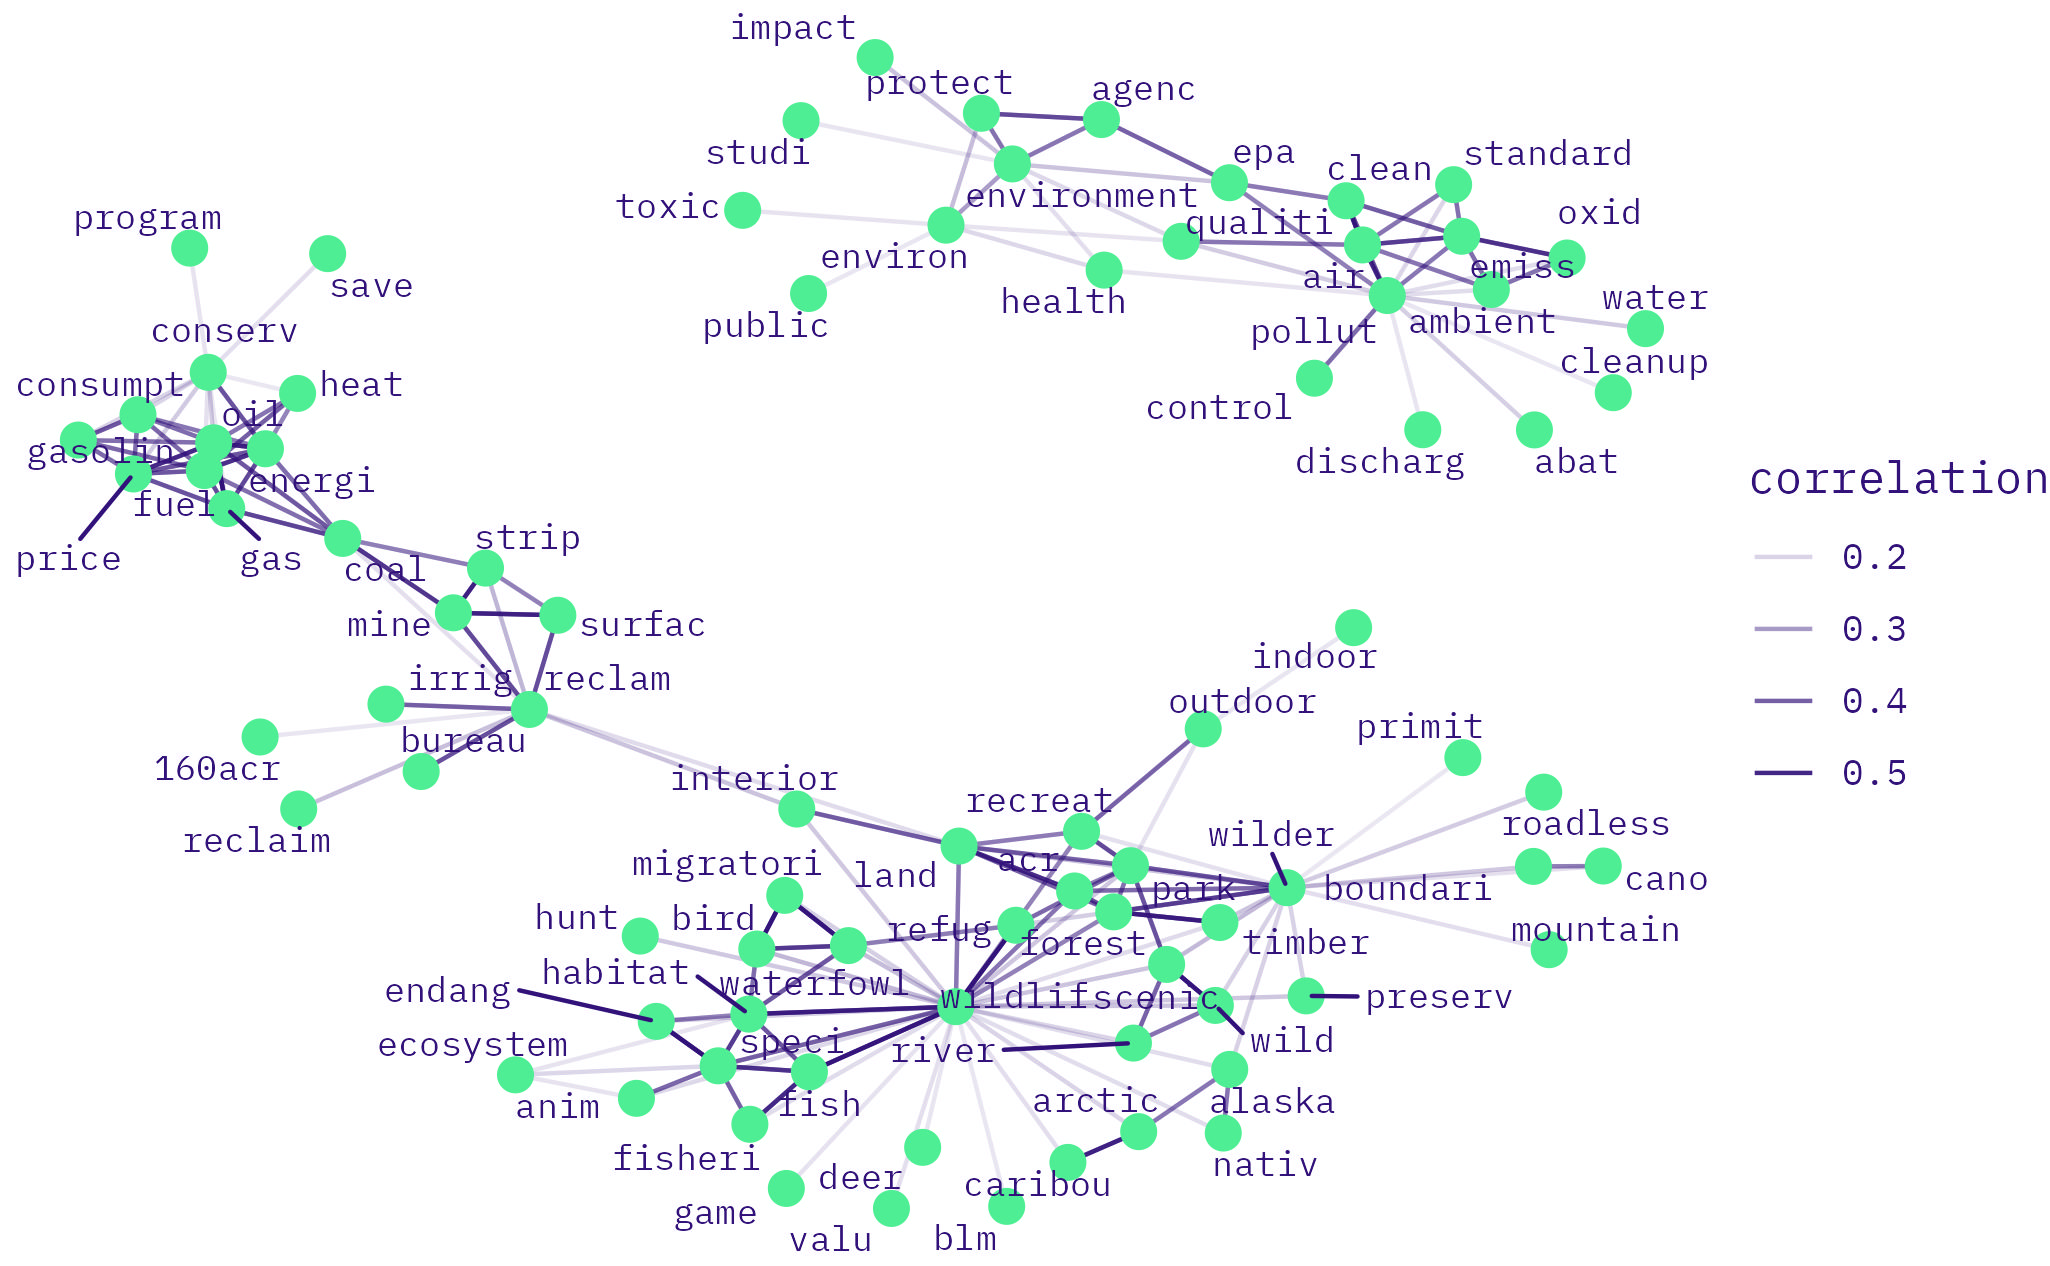 impact
protect
agenc
studi
epa
clean
standard
toxic
environment
qualiti
oxid
program
environ
save
air
emiss
health
water
public
conserv
pollut
ambient
cleanup
consumpt
heat
control
oil
gasolin
discharg
abat
energi
correlation
fuel
price
gas
strip
0.2
coal
mine
surfac
0.3
indoor
irrig
reclam
outdoor
0.4
primit
bureau
160acr
interior
0.5
recreat
reclaim
roadless
wilder
migratori
acr
land
park
boundari
cano
hunt
bird
refug
forest
timber
mountain
habitat
endang
waterfowl
wildlif
scenic
preserv
ecosystem
speci
river
wild
anim
fish
arctic
alaska
fisheri
deer
caribou
nativ
game
valu
blm